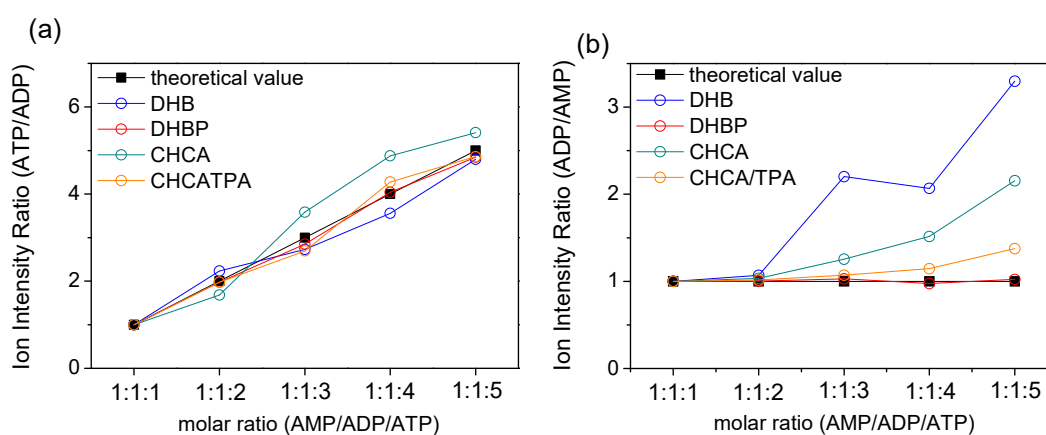 (a)
Ion Intensity Ratio (ATP/ADP)
theoretical value
DHB
DHBP
CHCA
CHCATPA
6
4
2
0
1:1:1 1:1:2 1:1:3 1:1:4 1:1:5
molar ratio (AMP/ADP/ATP)
(b)
Ion Intensity Ratio (ADP/AMP)
theoretical value
DHB
DHBP
CHCA
CHCA/TPA
3
2
1
0
1:1:1 1:1:2 1:1:3 1:1:4 1:1:5
molar ratio (AMP/ADP/ATP)